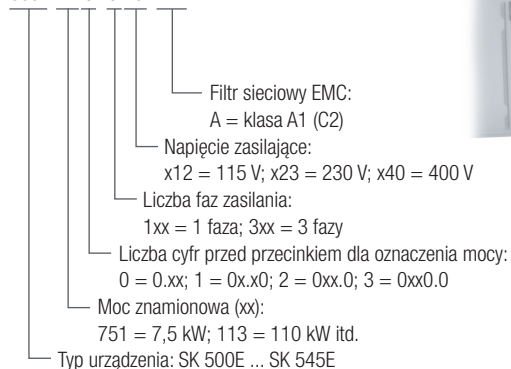 Filtr sieciowy EMC:
A = klasa A1 (C2)
Napięcie zasilające:
x12 = 115 V; x23 = 230 V; x40 = 400 V
Liczba faz zasilania:
1xx = 1 faza; 3xx = 3 fazy
Liczba cyfr przed przecinkiem dla oznaczenia mocy:
0 = 0.xx; 1 = 0x.x0; 2 = 0xx.0; 3 = 0xx0.0
Moc znamionowa (xx):
751 = 7,5 kW; 113 = 110 kW itd.
Typ urządzenia: SK 500E ... SK 545E